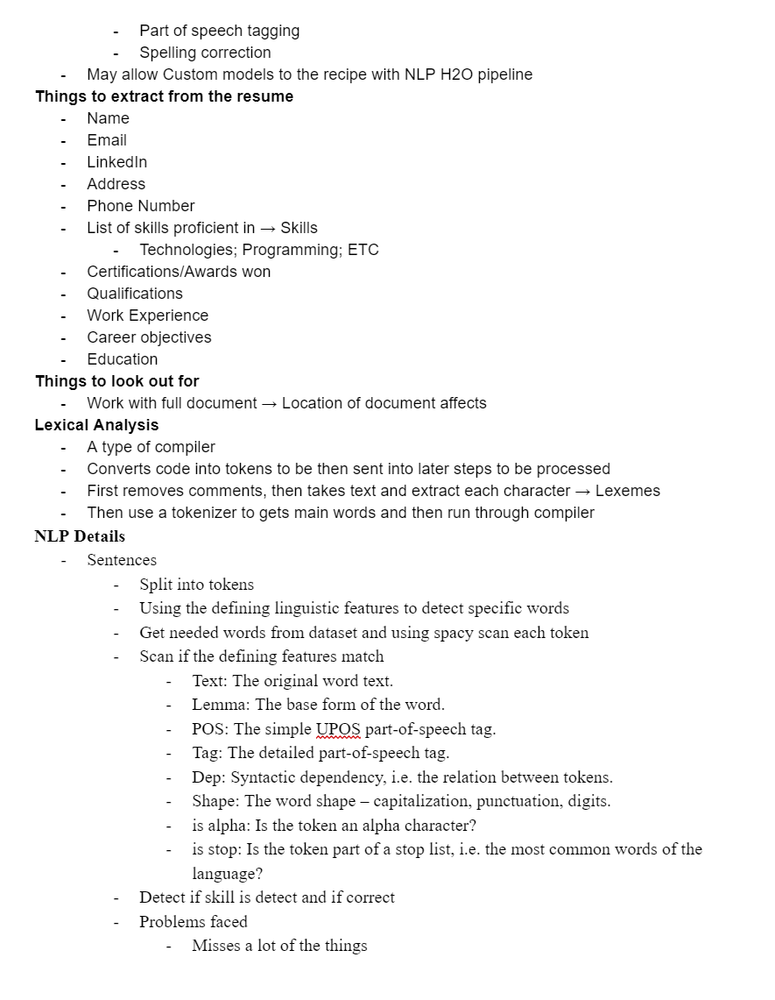 - Part of speech tagging
- Spelling correction
- May allow Custom models to the recipe with NLP H2O pipeline
Things to extract from the resume
- Name
- Email
- LinkedIn
- Address
- Phone Number
- List of skills proficient in → Skills
- Technologies; Programming; ETC
- Certifications/Awards won
- Qualifications
- Work Experience
- Career objectives
- Education
Things to look out for
- Work with full document → Location of document affects
Lexical Analysis
- A type of compiler
- Converts code into tokens to be then sent into later steps to be processed
- First removes comments, then takes text and extract each character → Lexemes
- Then use a tokenizer to gets main words and then run through compiler
NLP Details
- Sentences
- Split into tokens
- Using the defining linguistic features to detect specific words
- Get needed words from dataset and using spacy scan each token
- Scan if the defining features match
- Text: The original word text.
- Lemma: The base form of the word.
- POS: The simple UPOS part-of-speech tag.
- Tag: The detailed part-of-speech tag.
- Dep: Syntactic dependency, i.e. the relation between tokens.
- Shape: The word shape – capitalization, punctuation, digits.
- is alpha: Is the token an alpha character?
- is stop: Is the token part of a stop list, i.e. the most common words of the
language?
- Detect if skill is detect and if correct
- Problems faced
- Misses a lot of the things